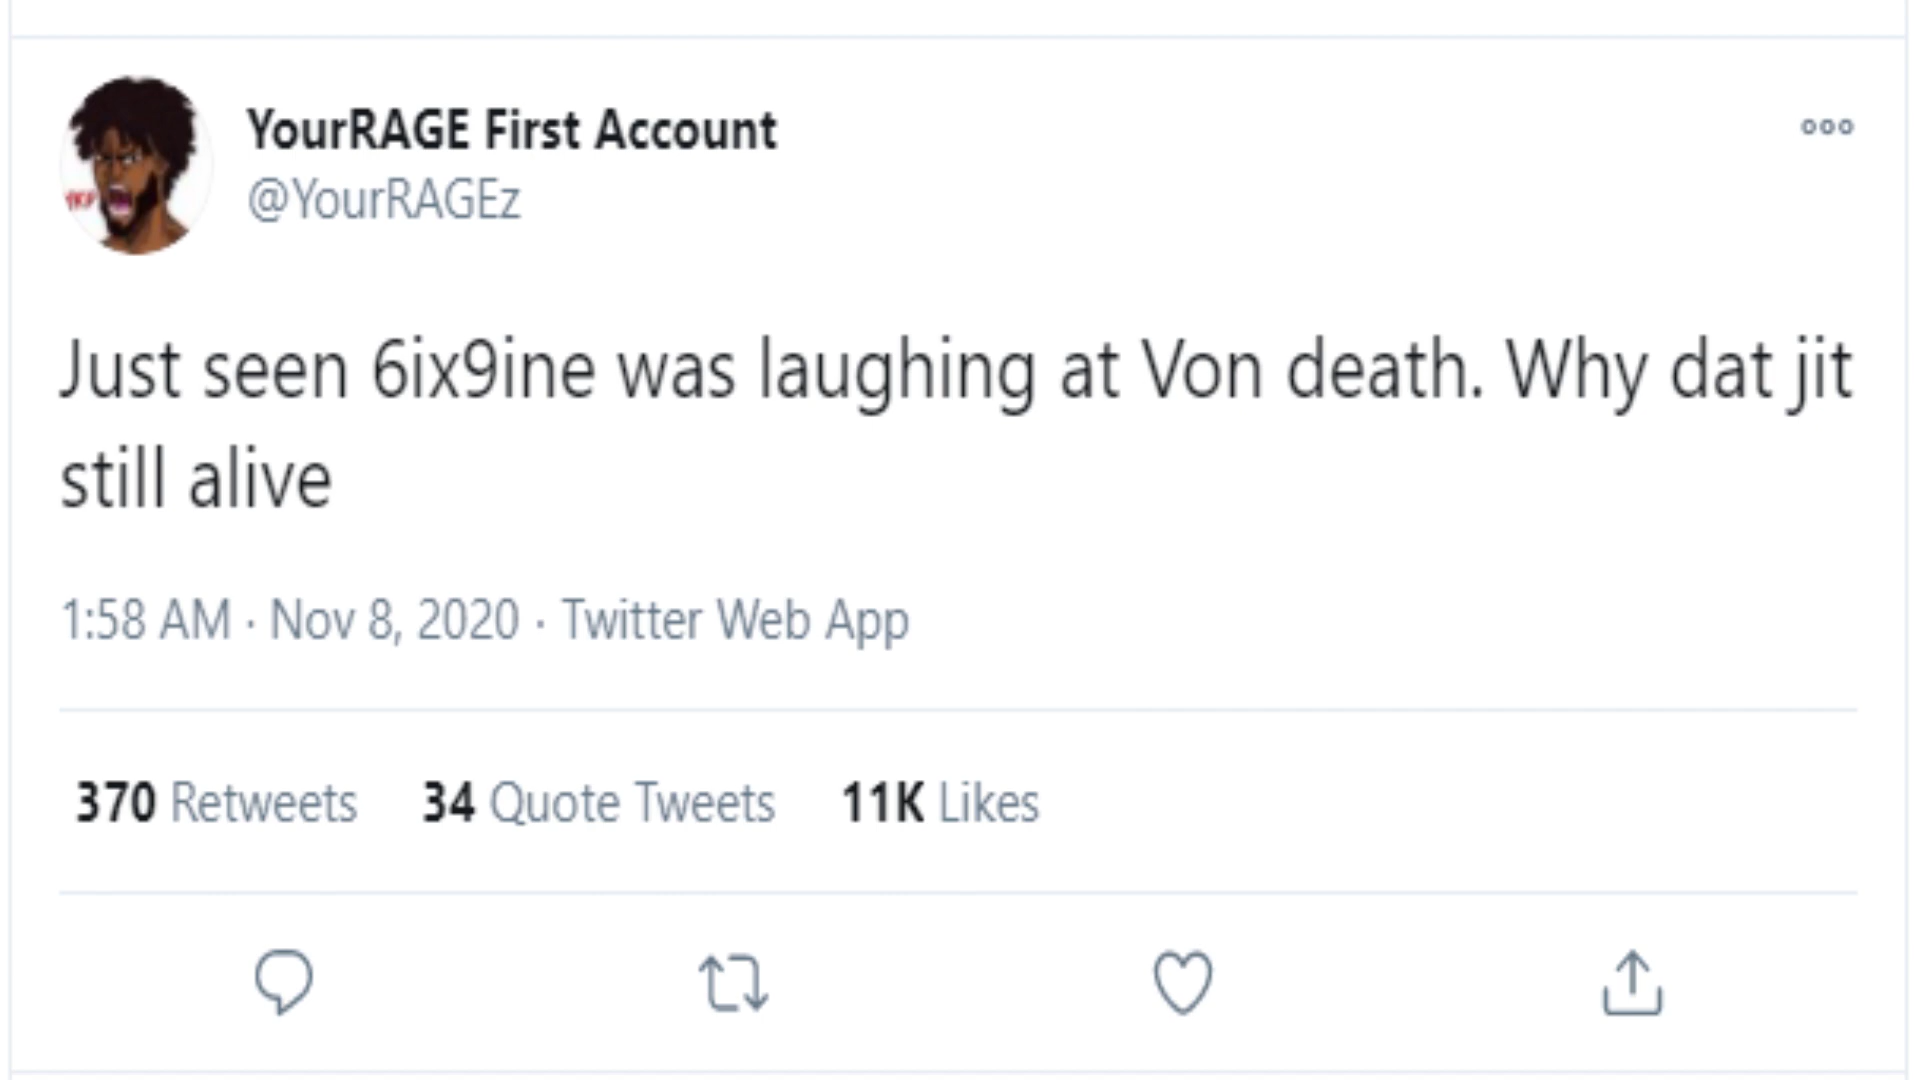 YourRAGE First Account
@YourRAGEz
Just seen 6ix9ine was laughing at Von death. Why dat jit
still alive
1:58 AM · Nov 8, 2020 · Twitter Web App
370 Retweets 34 Quote Tweets 11K Likes